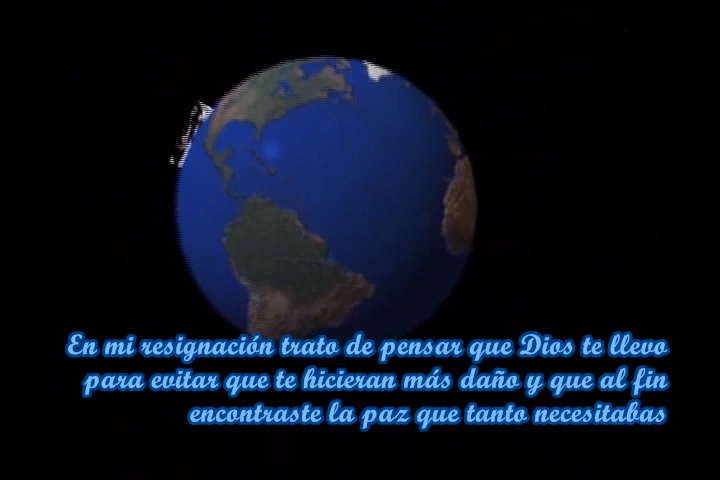 En mi resignación trato de pensar que Dios te llevo
para evitar que te hicieran más daño y que al fin
encontraste la paz que tanto necesitabas